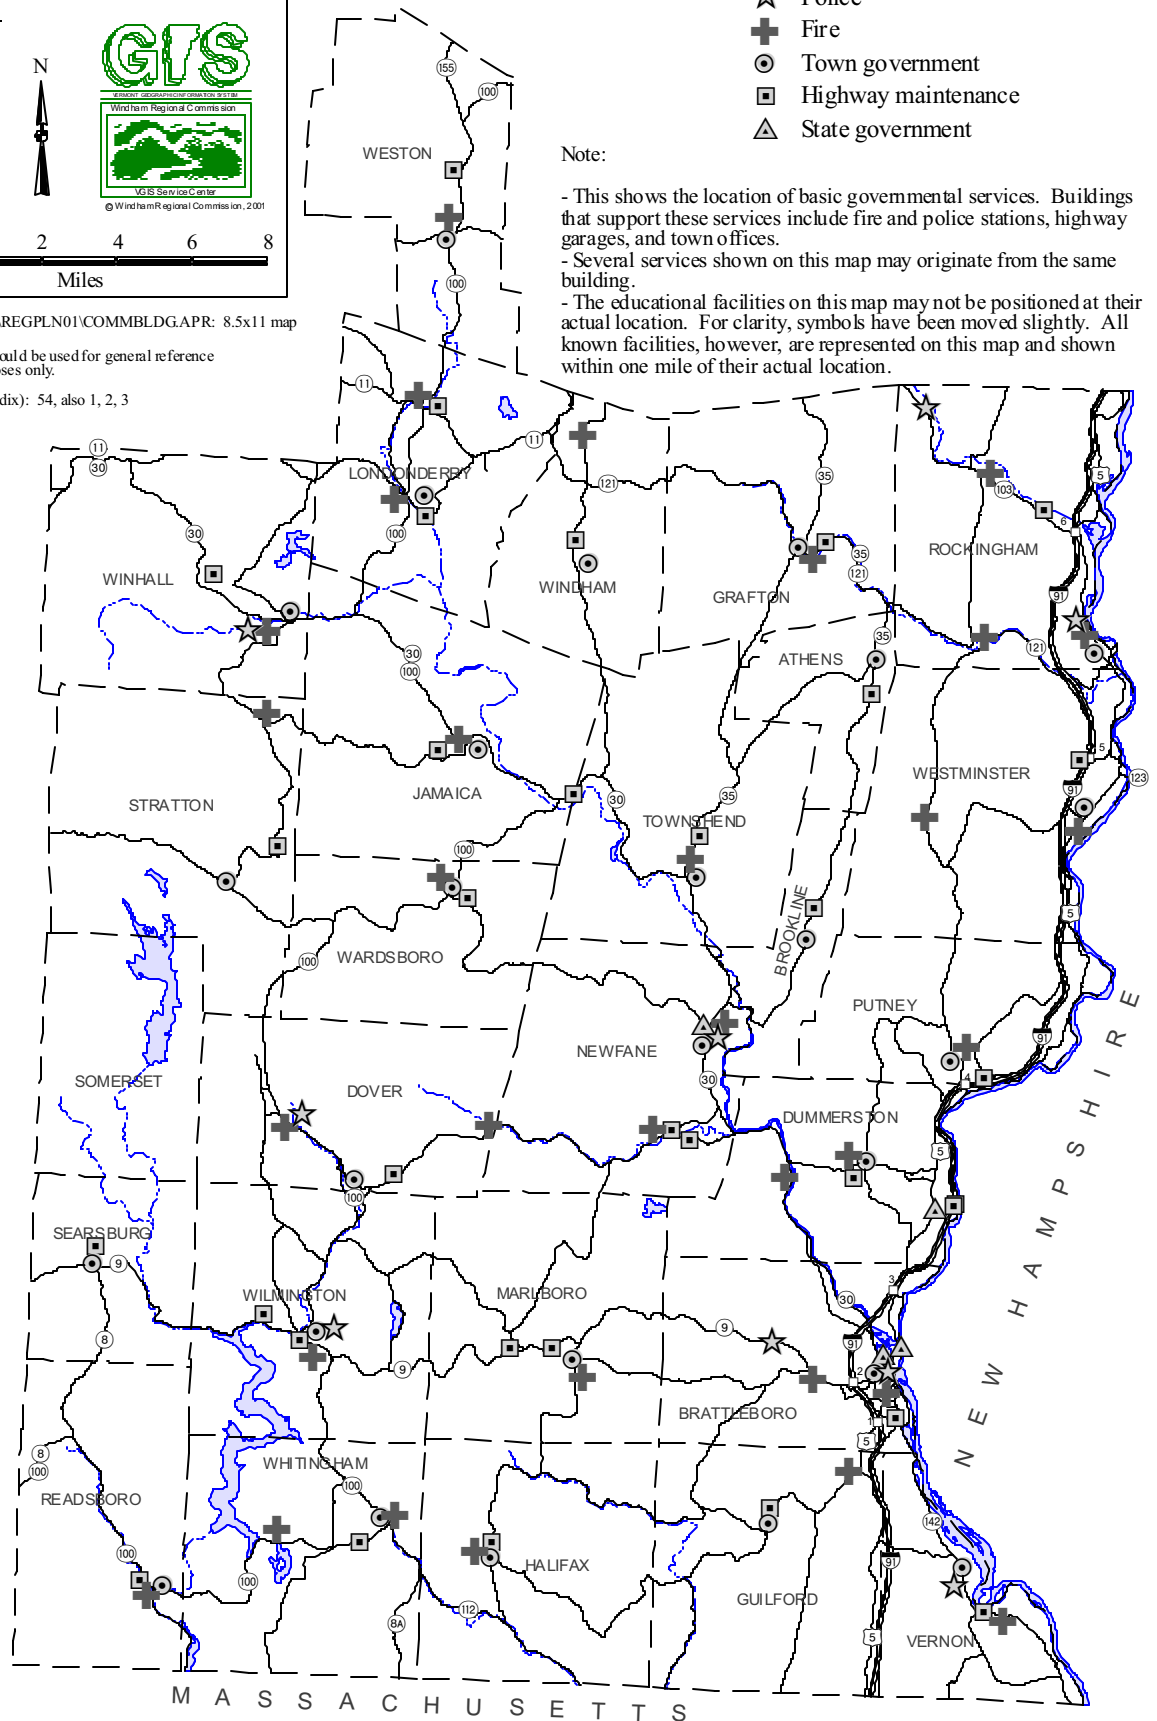 N
GIS
VERMONT GEOGRAPHIC INFORMATION SYSTEM
Windham Regional Commission
VGIS Service Center
© Windham Regional Commission, 2001
2 4 6 8
Miles
REGPLN01\COMMBLDG.APR: 8.5x11 map
ould be used for general reference
ses only.
dix): 54, also 1, 2, 3
Police
Fire
Town government
Highway maintenance
State government
Note:
- This shows the location of basic governmental services. Buildings
that support these services include fire and police stations, highway
garages, and town offices.
- Several services shown on this map may originate from the same
building.
- The educational facilities on this map may not be positioned at their
actual location. For clarity, symbols have been moved slightly. All
known facilities, however, are represented on this map and shown
within one mile of their actual location.
155
100
WESTON
100
11
11
LONDONDERRY
121
35
5
103
6
11
30
30
100
ROCKINGHAM
35
121
WINHALL
WINDHAM
GRAFTON
91
35
121
30
100
ATHENS
5
WESTMINSTER
123
91
STRATTON
JAMAICA
30
35
TOWNSHEND
100
5
BROOKLINE
100
WARDSBORO
PUTNEY
91
NEWFANE
4
30
SOMERSET
DOVER
DUMMERSTON
5
100
SEARSBURG
9
3
WILMINGTON
MARLBORO
30
8
9
91
9
2
BRATTLEBORO
1
5
8
100
WHITINGHAM
100
READSBORO
142
100
100
HALIFAX
91
GUILFORD
112
8A
5
VERNON
NEW HAMPSHIRE
MASSACHUSETTS